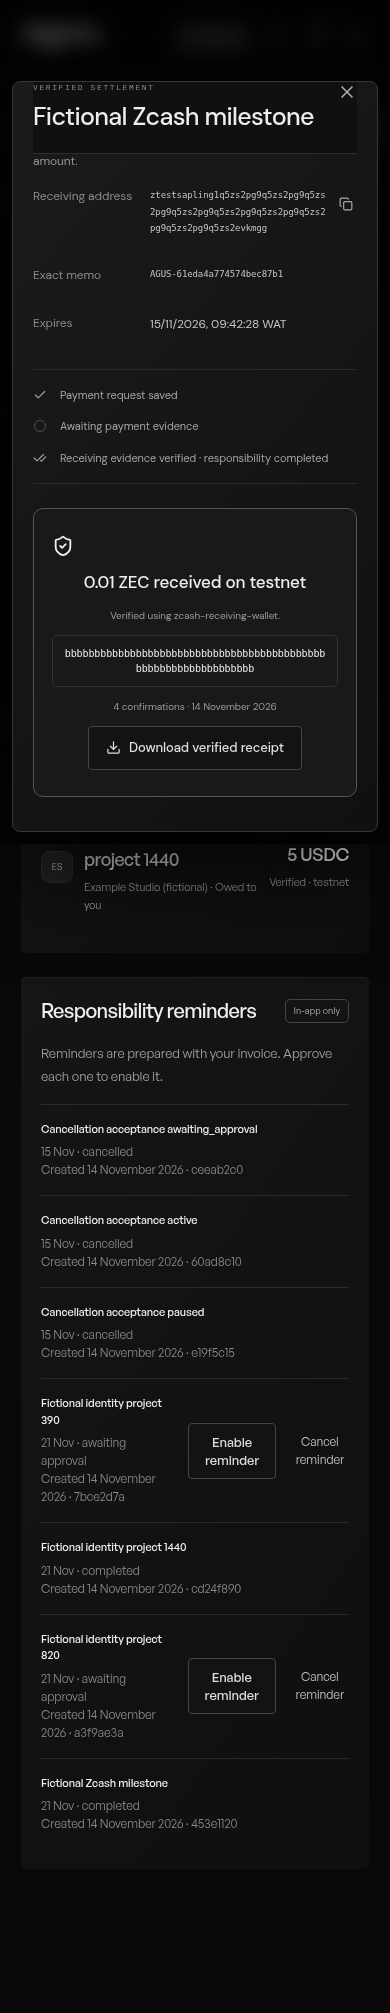 VERIFIED SETTLEMENT
Fictional Zcash milestone
amount.
Receiving address
ztestsapling1q5zs2pg9q5zs2pg9q5zs
2pg9q5zs2pg9q5zs2pg9q5zs2pg9q5zs2
pg9q5zs2pg9q5zs2evkmgg
Exact memo
AGUS-61eda4a774574bec87b1
Expires
15/11/2026, 09:42:28 WAT
Payment request saved
Awaiting payment evidence
Receiving evidence verified · responsibility completed
0.01 ZEC received on testnet
Verified using zcash-receiving-wallet.
bbbbbbbbbbbbbbbbbbbbbbbbbbbbbbbbbbbbbbbbbbbb
bbbbbbbbbbbbbbbbbbbb
4 confirmations · 14 November 2026
Download verified receipt
ES
project 1440
5 USDC
Example Studio (fictional) · Owed to
you
Verified · testnet
Responsibility reminders
In-app only
Reminders are prepared with your invoice. Approve
each one to enable it.
Cancellation acceptance awaiting_approval
15 Nov · cancelled
Created 14 November 2026 · ceeab2c0
Cancellation acceptance active
15 Nov · cancelled
Created 14 November 2026 · 60ad8c10
Cancellation acceptance paused
15 Nov · cancelled
Created 14 November 2026 · e19f5c15
Fictional identity project
390
21 Nov · awaiting
approval
Created 14 November
2026 · 7bce2d7a
Enable
reminder
Cancel
reminder
Fictional identity project 1440
21 Nov · completed
Created 14 November 2026 · cd24f890
Fictional identity project
820
21 Nov · awaiting
approval
Created 14 November
2026 · a3f9ae3a
Enable
reminder
Cancel
reminder
Fictional Zcash milestone
21 Nov · completed
Created 14 November 2026 · 453e1120